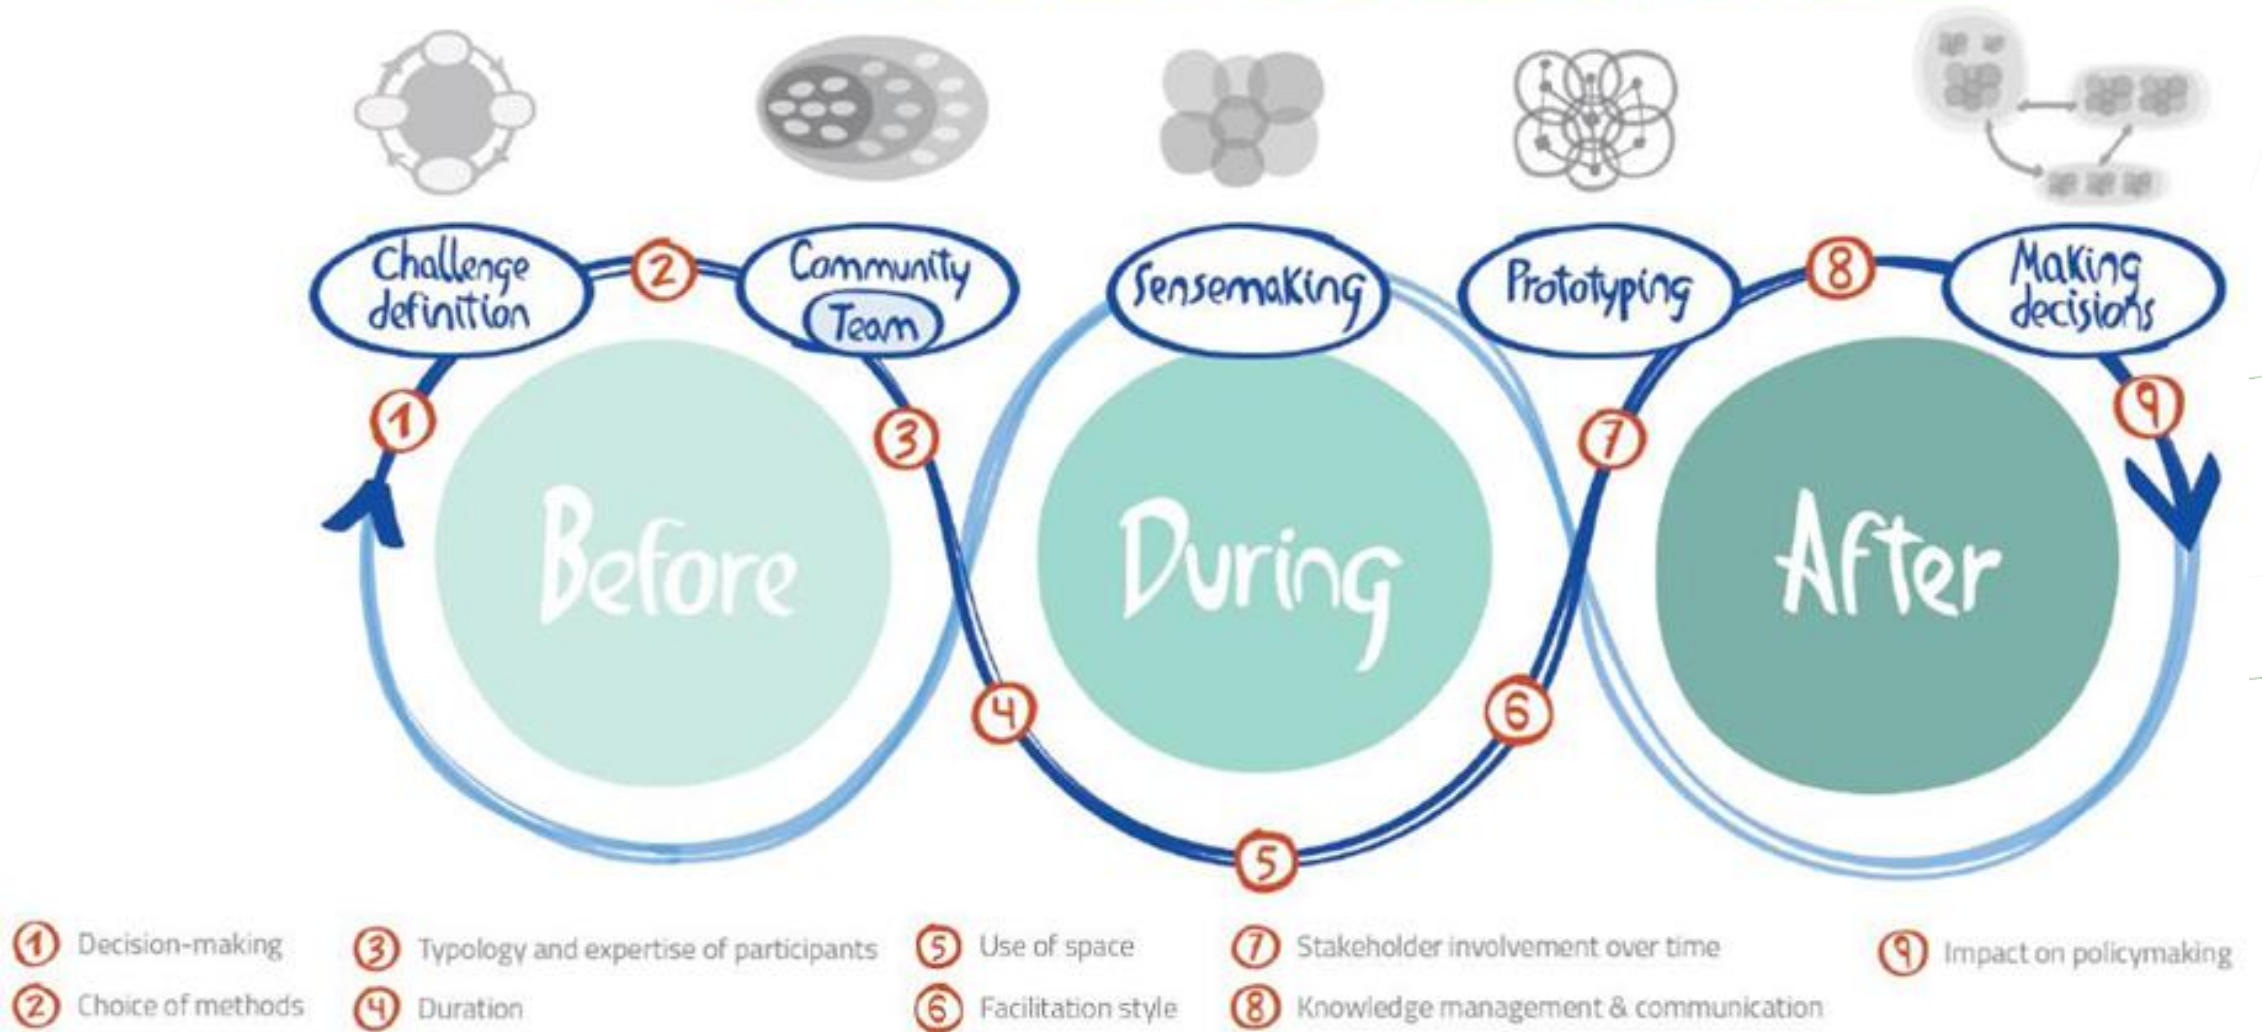 Challenge
definition
2
Community
Team
Sensemaking
Prototyping
8
Making
decisions
1
3
7
9
Before
During
After
4
6
5
1 Decision-making
2 Choice of methods
3 Typology and expertise of participants
4 Duration
5 Use of space
6 Facilitation style
7 Stakeholder involvement over time
8 Knowledge management & communication
9 Impact on policymaking